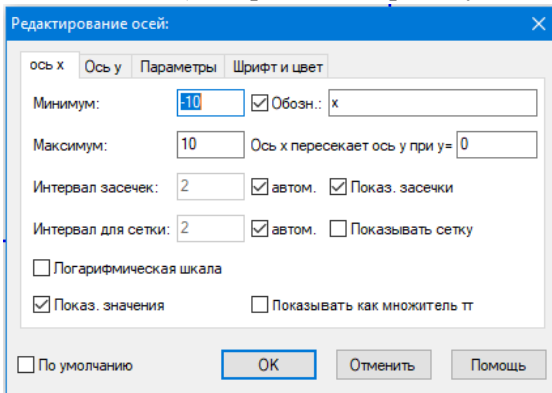 Редактирование осей:
ось x Ось y Параметры Шрифт и цвет
Минимум: -10 Обозн.: x
Максимум: 10 Ось x пересекает ось y при y= 0
Интервал засечек: 2 автом. Показ. засечки
Интервал для сетки: 2 автом. Показывать сетку
Логарифмическая шкала
Показ. значения Показывать как множитель π
По умолчанию OK Отменить Помощь